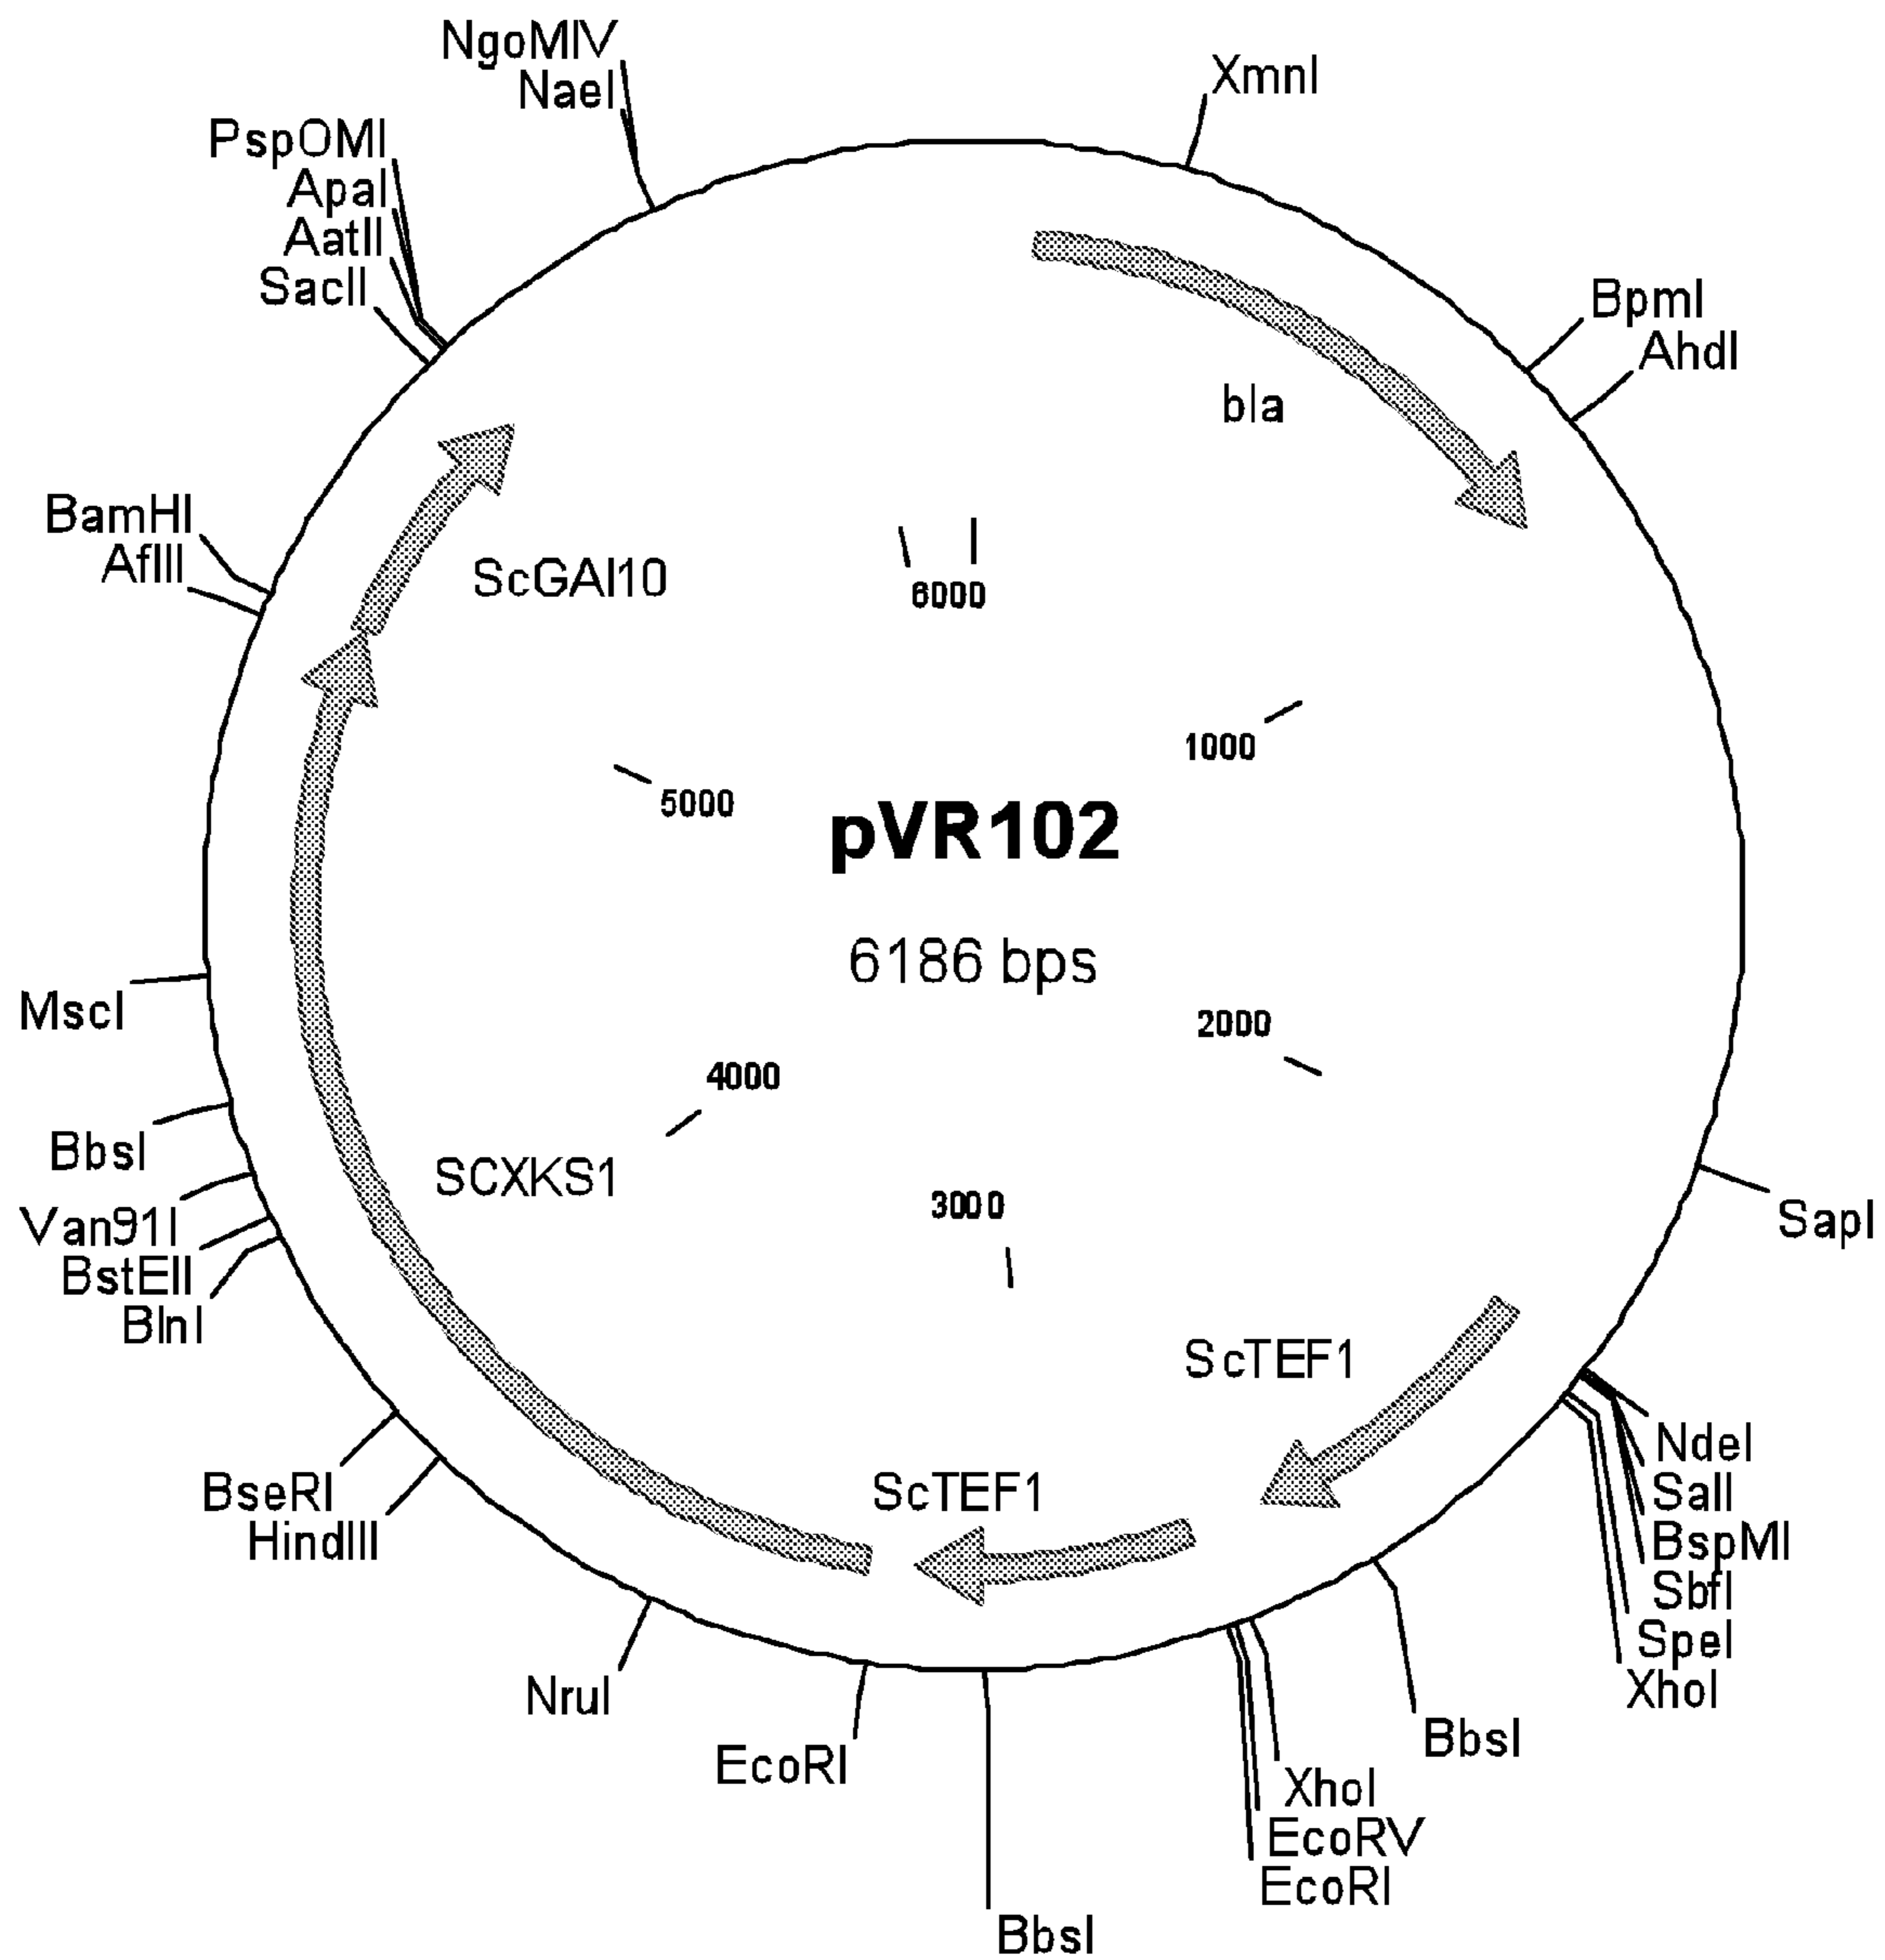 NgoMIV
XmnI
NaeI
PspOMI
ApaI
AatII
SacII
BpmI
AhdI
bla
BamHI
AflII
ScGAl10
6000
1000
5000
pVR102
6186 bps
MscI
2000
4000
BbsI
SCXKS1
3000
Van91I
SapI
BstEII
BlnI
ScTEF1
NdeI
BseRI
ScTEF1
SalI
HindIII
BspMI
SbfI
SpeI
NruI
XhoI
BbsI
EcoRI
XhoI
EcoRV
EcoRI
BbsI